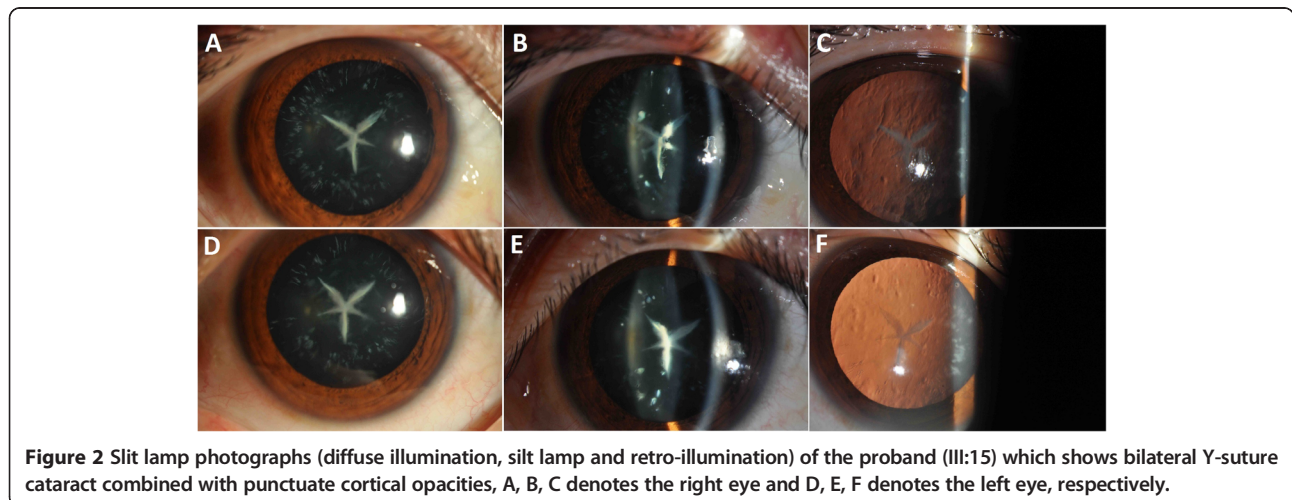 A
B
C
D
E
F
Figure 2 Slit lamp photographs (diffuse illumination, silt lamp and retro-illumination) of the proband (III:15) which shows bilateral Y-suture
cataract combined with punctuate cortical opacities, A, B, C denotes the right eye and D, E, F denotes the left eye, respectively.